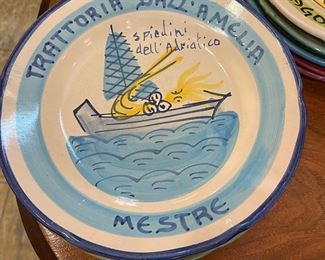 TRATTORIA DALL'AMELIA
spiedini
dell'Adriatico
MESTRE